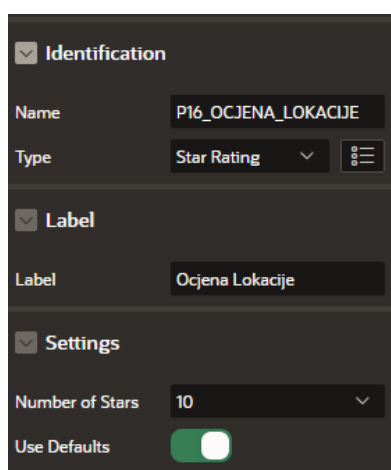 Identification
Name P16_OCJENA_LOKACIJE
Type Star Rating
Label
Label Ocjena Lokacije
Settings
Number of Stars 10
Use Defaults